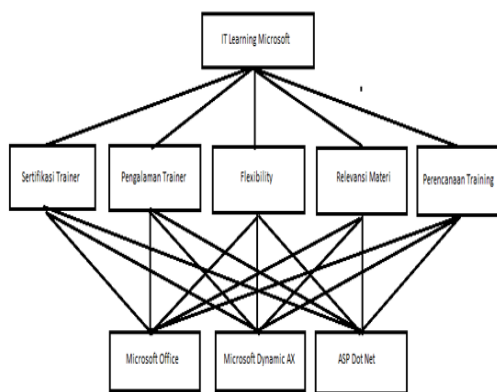 IT Learning Microsoft
Sertifikasi Trainer
Pengalaman Trainer
Flexibility
Relevansi Materi
Perencanaan Training
Microsoft Office
Microsoft Dynamic AX
ASP Dot Net